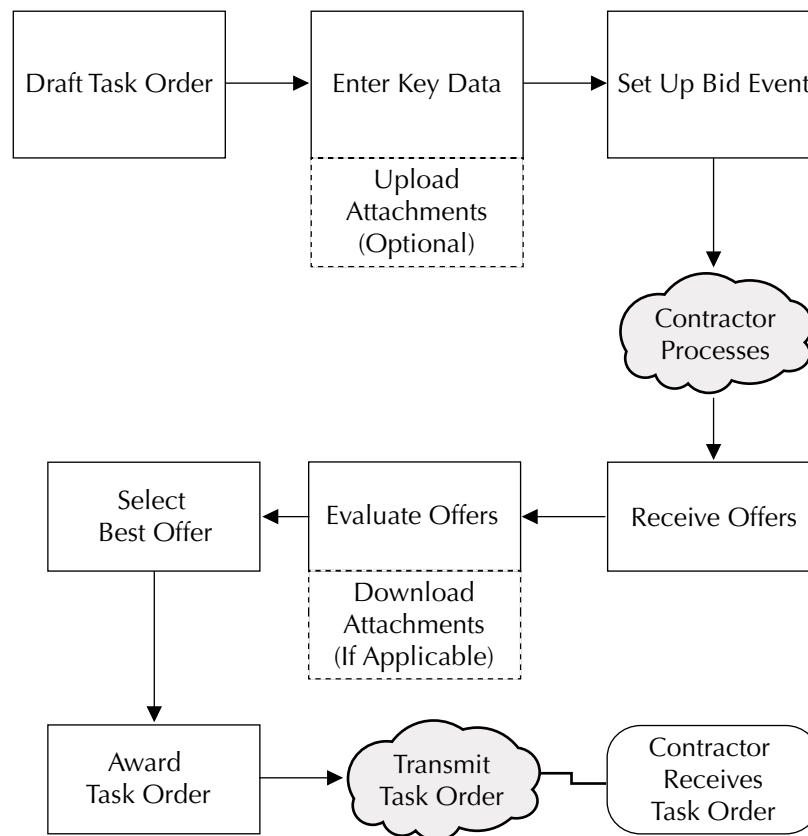 Draft Task Order
Enter Key Data
Set Up Bid Event
Upload
Attachments
(Optional)
Contractor
Processes
Select
Best Offer
Evaluate Offers
Receive Offers
Download
Attachments
(If Applicable)
Award
Task Order
Transmit
Task Order
Contractor
Receives
Task Order